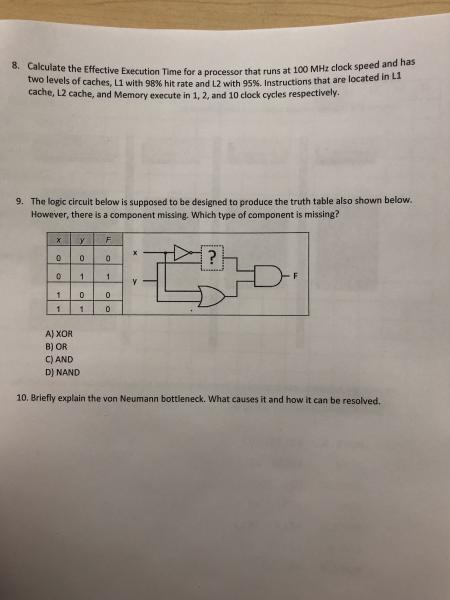 8. Calculate the Effective Execution Time for a processor that runs at 100 MHz clock speed and has
two levels of caches, L1 with 98% hit rate and L2 with 95%. Instructions that are located in L1
cache, L2 cache, and Memory execute in 1, 2, and 10 clock cycles respectively.
9. The logic circuit below is supposed to be designed to produce the truth table also shown below.
However, there is a component missing. Which type of component is missing?
x y F
0 0 0
0 1 1
1 0 0
1 1 0
x
?
y
F
A) XOR
B) OR
C) AND
D) NAND
10. Briefly explain the von Neumann bottleneck. What causes it and how it can be resolved.